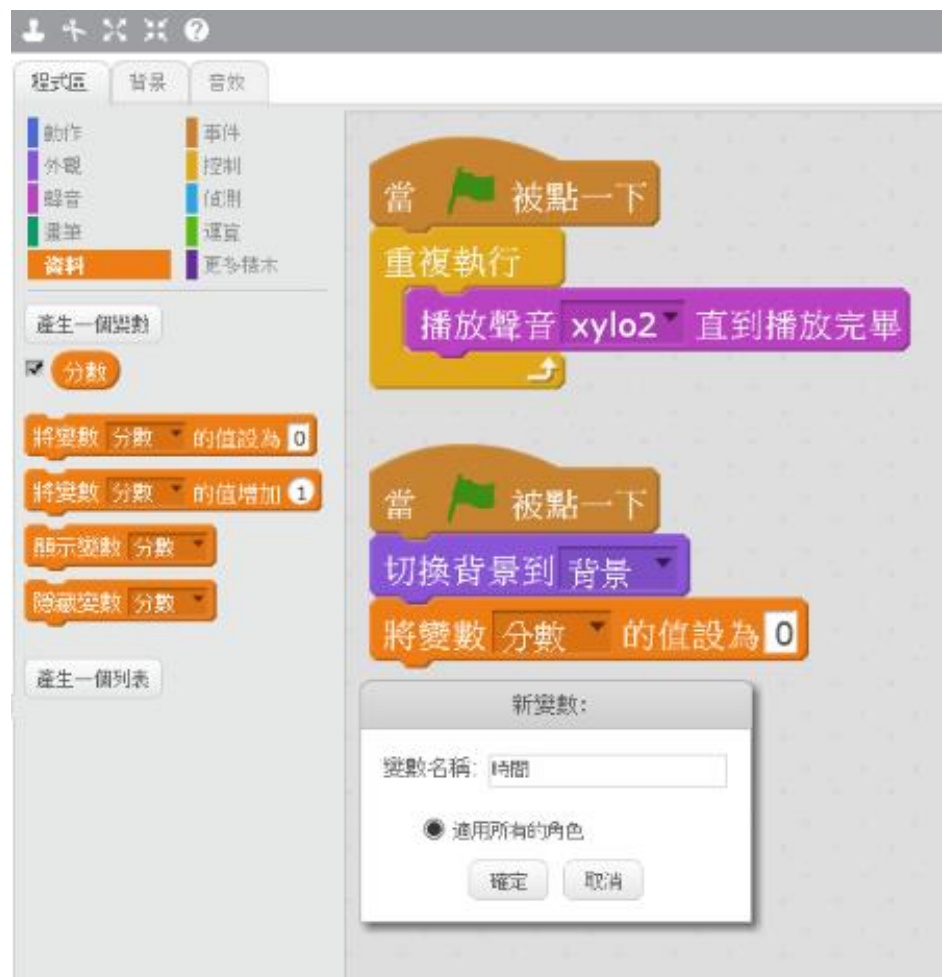 程式區 背景 音效
動作 事件
外觀 控制
聲音 偵測
畫筆 運算
資料 更多積木
產生一個變數
分數
將變數 分數 的值設為 0
將變數 分數 的值增加 1
顯示變數 分數
隱藏變數 分數
產生一個列表
當 被點一下
重複執行
播放聲音 xylo2 直到播放完畢
當 被點一下
切換背景到 背景
將變數 分數 的值設為 0
新變數:
變數名稱: 時間
適用所有的角色
確定 取消